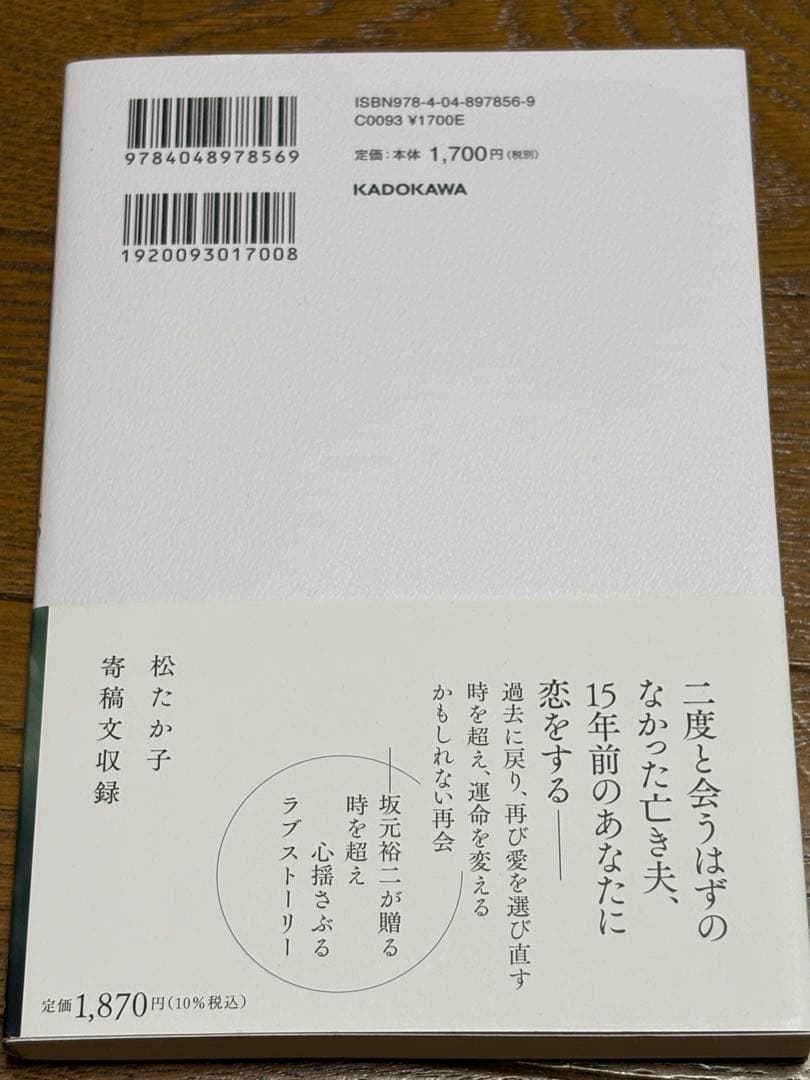 ISBN978-4-04-897856-9
C0093 ¥1700E
9784048978569
定価：本体 1,700円（税別）
KADOKAWA
1920093017008
二度と会うはずの
なかった亡き夫、
15年前のあなたに
恋をする――
過去に戻り、再び愛を選び直す
時を超え、運命を変える
かもしれない再会
――坂元裕二が贈る
時を超え
心揺さぶる
ラブストーリー
松たか子
寄稿文収録
定価1,870円（10%税込）